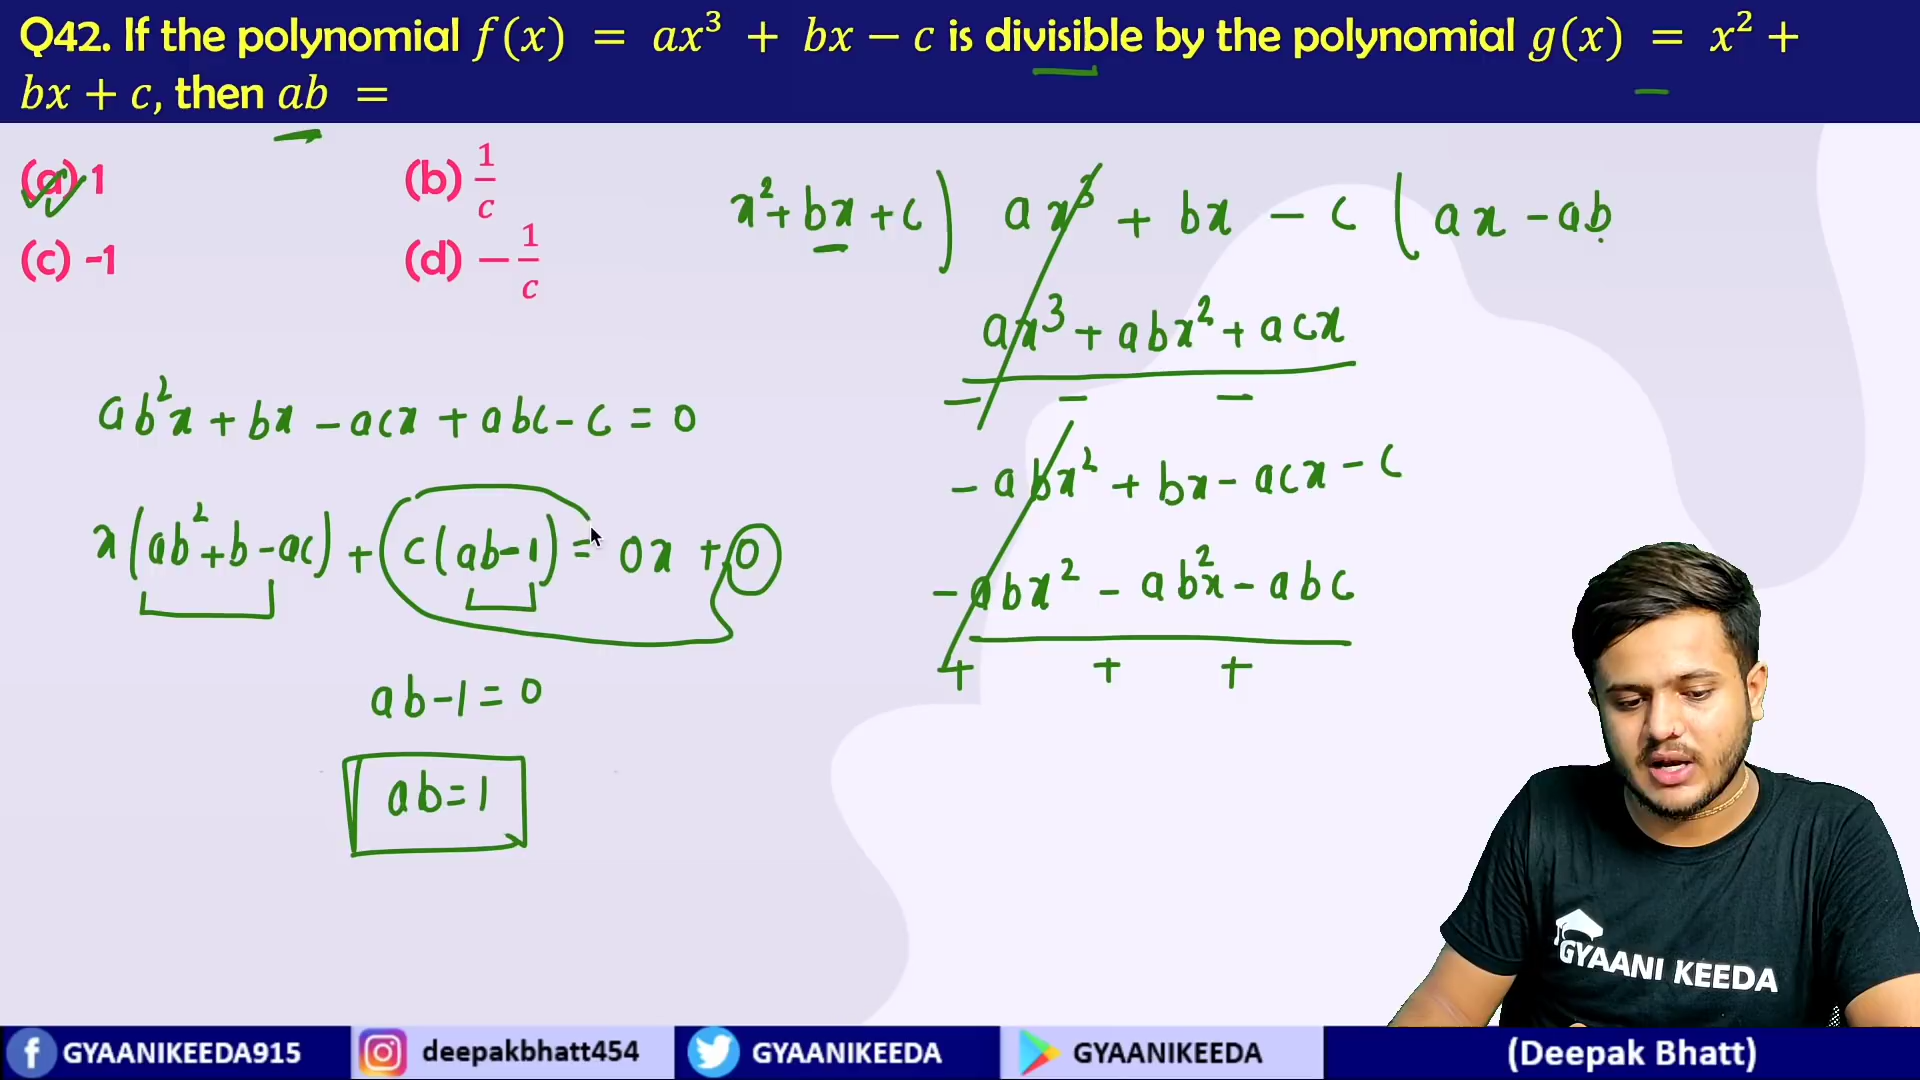 Q42. If the polynomial f(x) = ax³ + bx − c is divisible by the polynomial g(x) = x² +
bx + c, then ab =
(a) 1
(b) 1/c
(c) -1
(d) − 1/c
x² + bx + c ) ax³ + bx − c ( ax − ab
ax³ + abx² + acx
− − −
− abx² + bx − acx − c
− abx² − ab²x − abc
+ + +
ab²x + bx − acx + abc − c = 0
x(ab² + b − ac) + c(ab − 1) = 0x + 0
ab − 1 = 0
ab = 1
GYAANI KEEDA
f GYAANIKEEDA915
deepakbhatt454
GYAANIKEEDA
GYAANIKEEDA
(Deepak Bhatt)